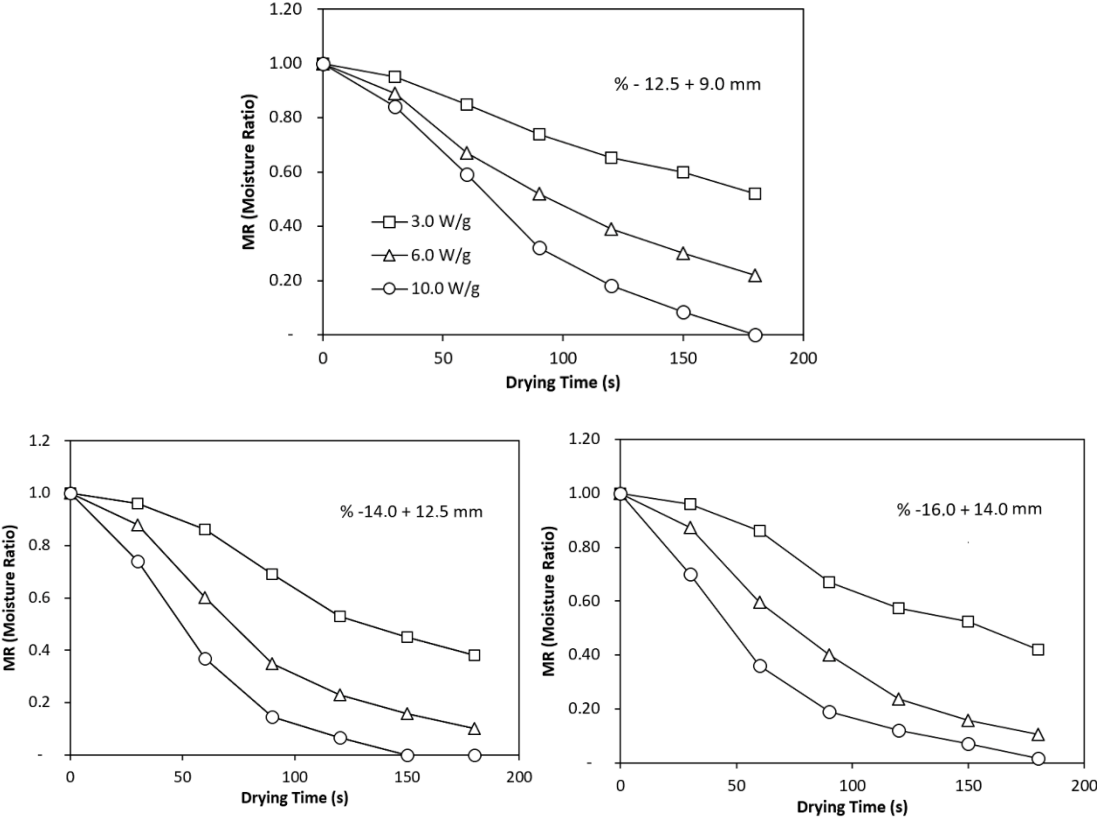 1.20
1.00
0.80
0.60
0.40
0.20
-
MR (Moisture Ratio)
% - 12.5 + 9.0 mm
3.0 W/g
6.0 W/g
10.0 W/g
0 50 100 150 200
Drying Time (s)
1.2
1.0
0.8
0.6
0.4
0.2
-
MR (Moisture Ratio)
% -14.0 + 12.5 mm
0 50 100 150 200
Drying Time (s)
1.20
1.00
0.80
0.60
0.40
0.20
-
MR (Moisture Ratio)
% -16.0 + 14.0 mm
0 50 100 150 200
Drying Time (s)